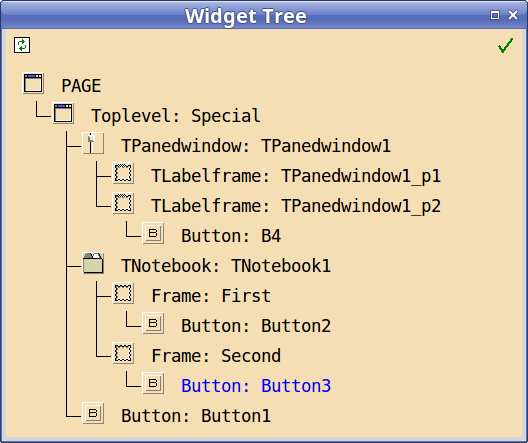 Widget Tree
PAGE
Toplevel: Special
TPanedwindow: TPanedwindow1
TLabelframe: TPanedwindow1_p1
TLabelframe: TPanedwindow1_p2
B Button: B4
TNotebook: TNotebook1
Frame: First
B Button: Button2
Frame: Second
B Button: Button3
B Button: Button1